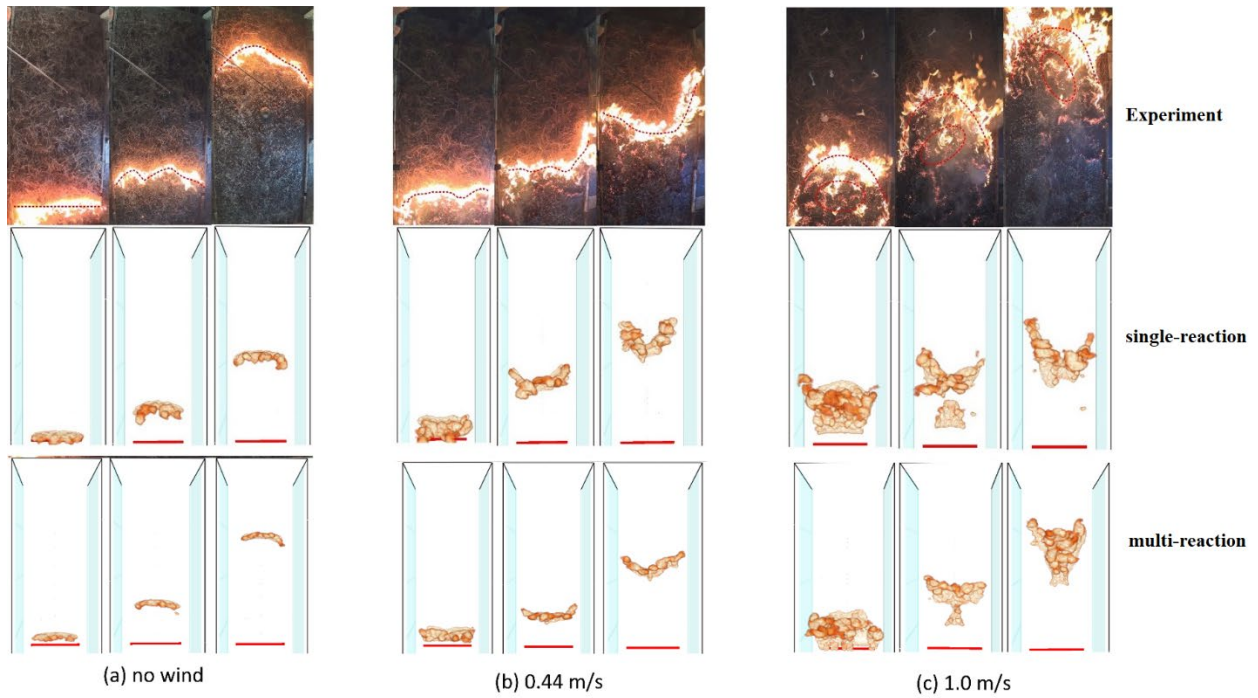 Experiment
single-reaction
multi-reaction
(a) no wind
(b) 0.44 m/s
(c) 1.0 m/s